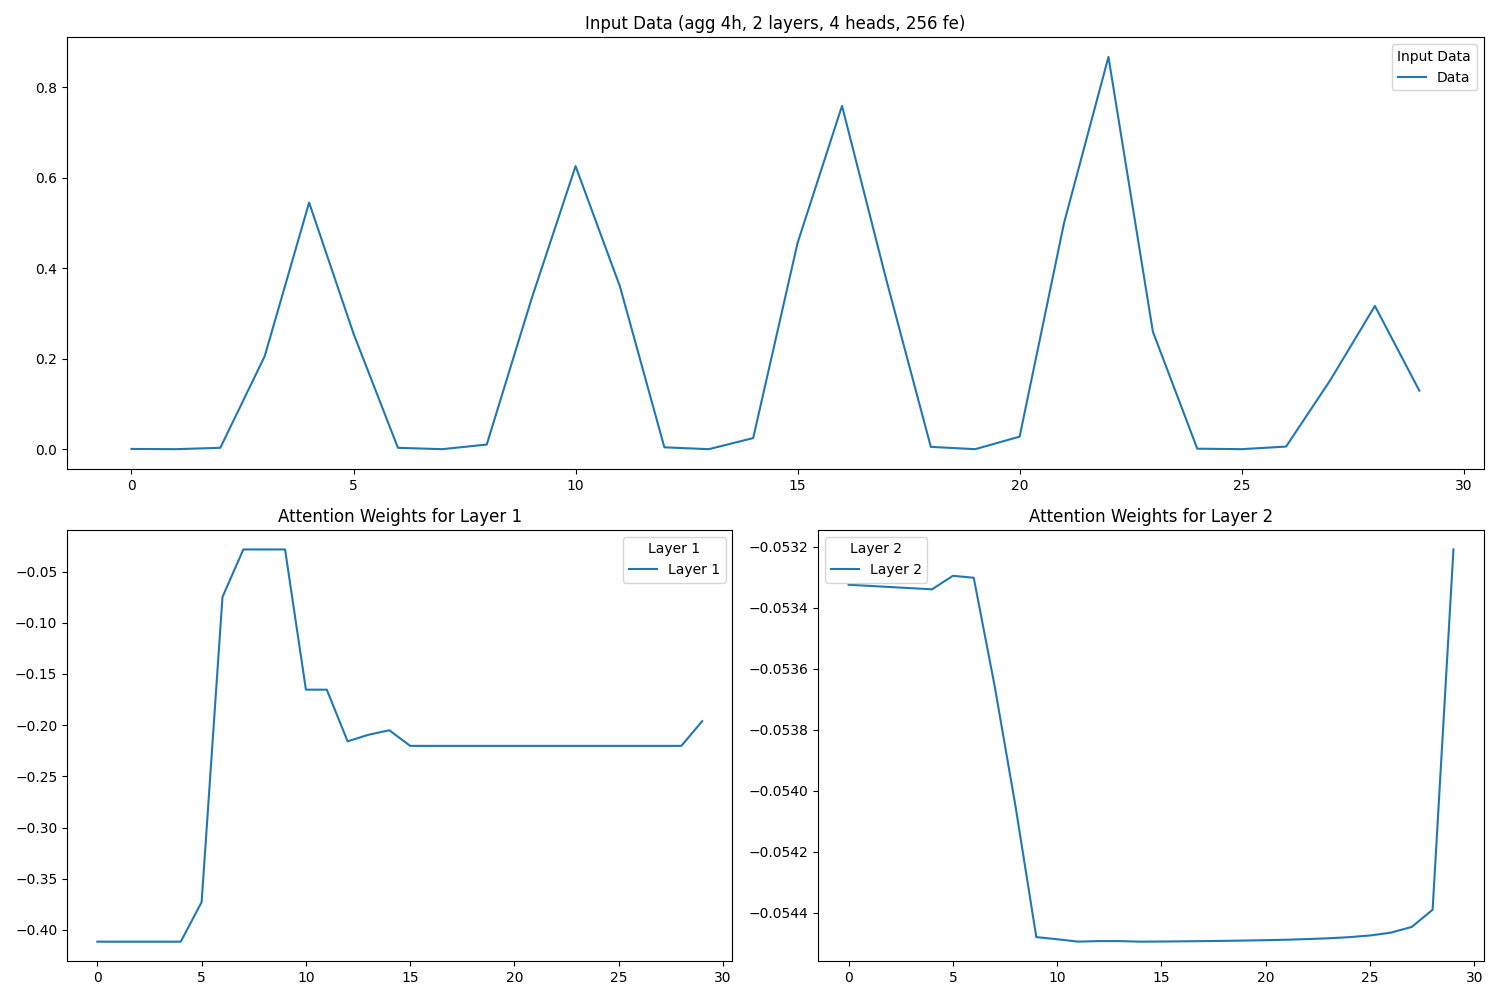 Input Data (agg 4h, 2 layers, 4 heads, 256 fe)
Input Data
Data
0.8
0.6
0.4
0.2
0.0
0 5 10 15 20 25 30
Attention Weights for Layer 1
Layer 1
Layer 1
−0.05
−0.10
−0.15
−0.20
−0.25
−0.30
−0.35
−0.40
0 5 10 15 20 25 30
Attention Weights for Layer 2
Layer 2
Layer 2
−0.0532
−0.0534
−0.0536
−0.0538
−0.0540
−0.0542
−0.0544
0 5 10 15 20 25 30